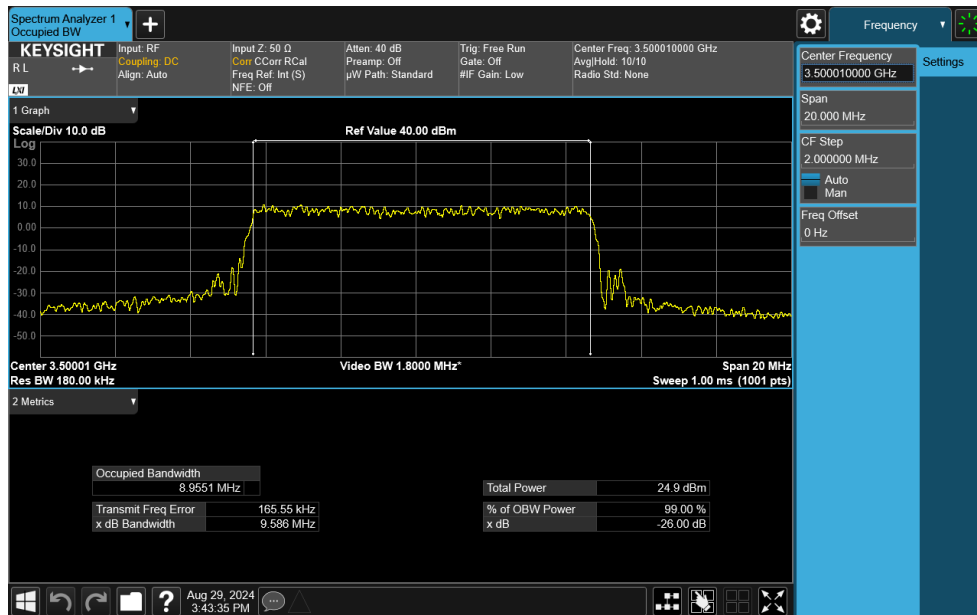 Spectrum Analyzer 1
Occupied BW
+
Frequency
KEYSIGHT
R L
LXI
Input: RF
Coupling: DC
Align: Auto
Input Z: 50 Ω
Corr CCorr RCal
Freq Ref: Int (S)
NFE: Off
Atten: 40 dB
Preamp: Off
µW Path: Standard
Trig: Free Run
Gate: Off
#IF Gain: Low
Center Freq: 3.500010000 GHz
Avg|Hold: 10/10
Radio Std: None
Center Frequency
3.500010000 GHz
Settings
Span
20.000 MHz
CF Step
2.000000 MHz
Auto
Man
Freq Offset
0 Hz
1 Graph
Scale/Div 10.0 dB
Ref Value 40.00 dBm
Log
30.0
20.0
10.0
0.00
-10.0
-20.0
-30.0
-40.0
-50.0
Center 3.50001 GHz
Video BW 1.8000 MHz*
Span 20 MHz
Res BW 180.00 kHz
Sweep 1.00 ms (1001 pts)
2 Metrics
Occupied Bandwidth
8.9551 MHz
Total Power 24.9 dBm
Transmit Freq Error 165.55 kHz
% of OBW Power 99.00 %
x dB Bandwidth 9.586 MHz
x dB -26.00 dB
?
Aug 29, 2024
3:43:35 PM